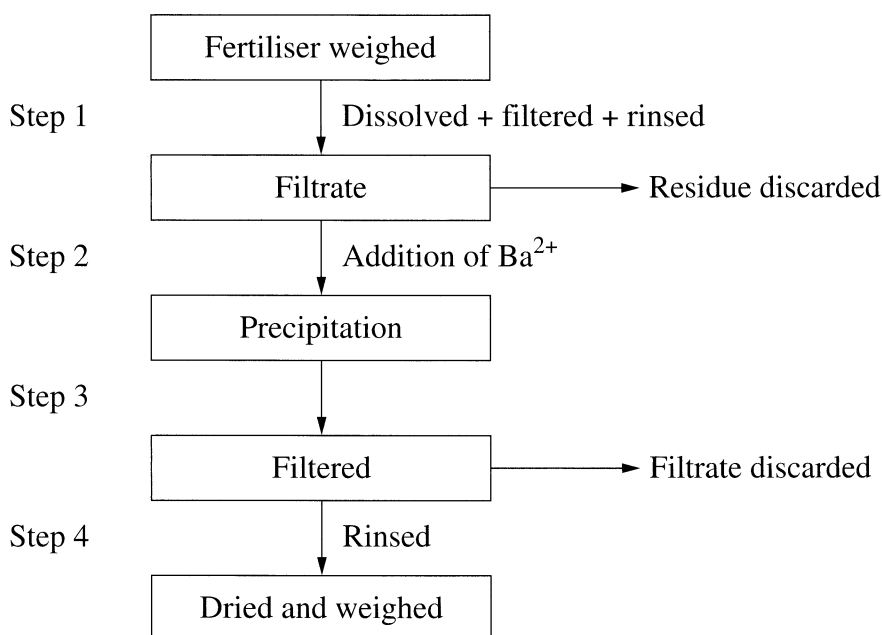 Fertiliser weighed
Step 1
Dissolved + filtered + rinsed
Filtrate
Residue discarded
Step 2
Addition of Ba²⁺
Precipitation
Step 3
Filtered
Filtrate discarded
Step 4
Rinsed
Dried and weighed